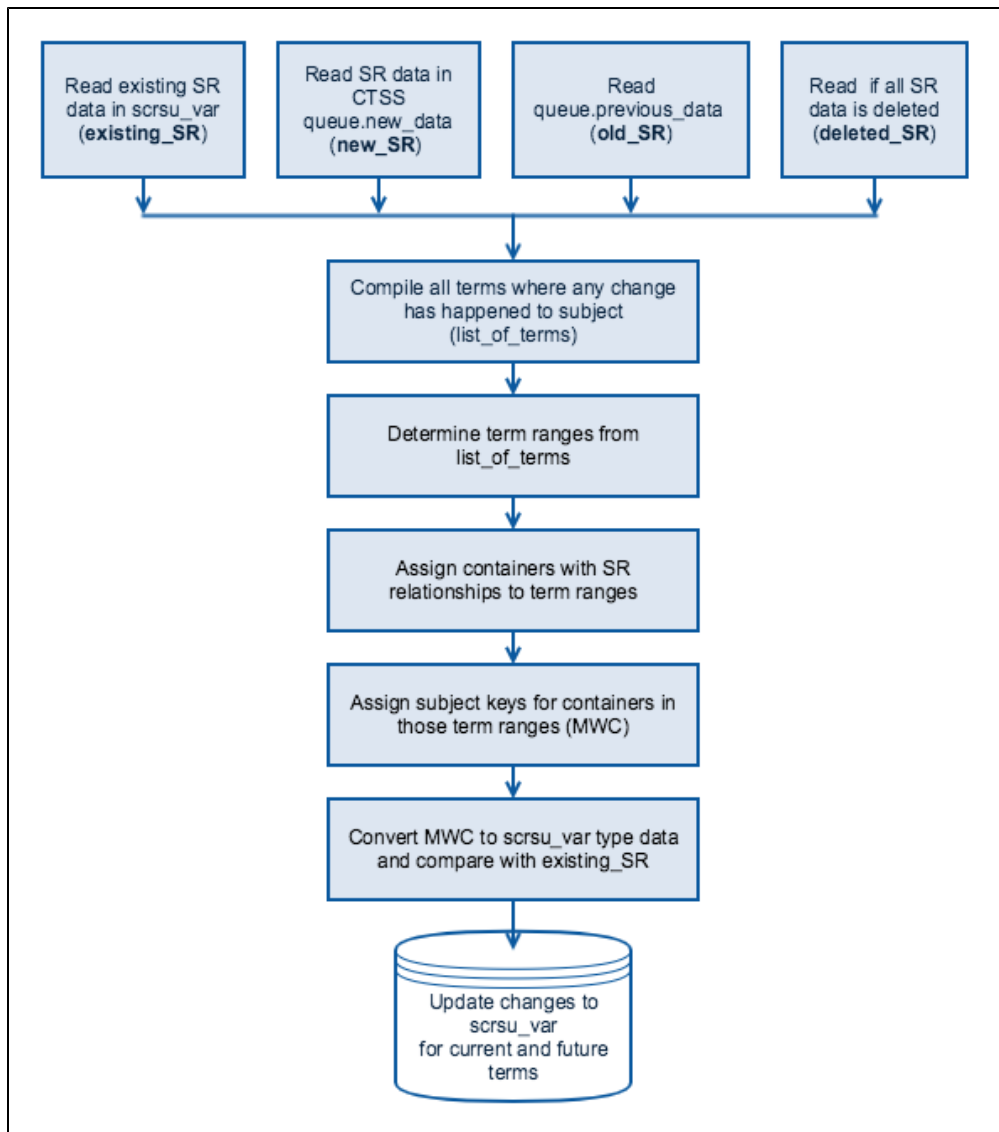 Read existing SR
data in scrsu_var
(existing_SR)
Read SR data in
CTSS
queue.new_data
(new_SR)
Read
queue.previous_data
(old_SR)
Read if all SR
data is deleted
(deleted_SR)
Compile all terms where any change
has happened to subject
(list_of_terms)
Determine term ranges from
list_of_terms
Assign containers with SR
relationships to term ranges
Assign subject keys for containers in
those term ranges (MWC)
Convert MWC to scrsu_var type data
and compare with existing_SR
Update changes to
scrsu_var
for current and future
terms